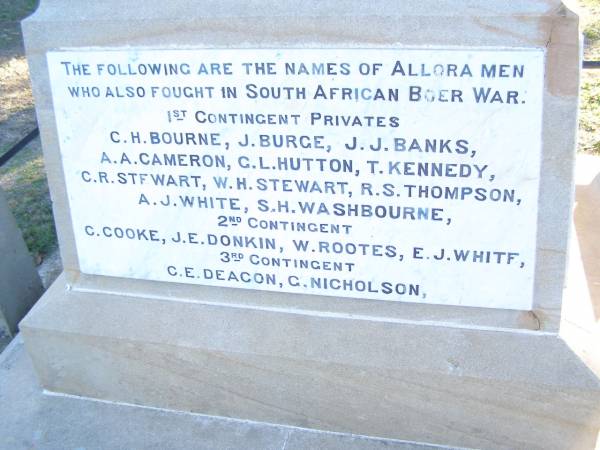 THE FOLLOWING ARE THE NAMES OF ALLORA MEN
WHO ALSO FOUGHT IN SOUTH AFRICAN BOER WAR.
1ST CONTINGENT PRIVATES
C.H.BOURNE, J.BURGE, J.J.BANKS,
A.A.CAMERON, G.L.HUTTON, T.KENNEDY,
C.R.STEWART, W.H.STEWART, R.S.THOMPSON,
A.J.WHITE, S.H.WASHBOURNE,
2ND CONTINGENT
C.COOKE, J.E.DONKIN, W.ROOTES, E.J.WHITE,
3RD CONTINGENT
C.E.DEACON, G.NICHOLSON,